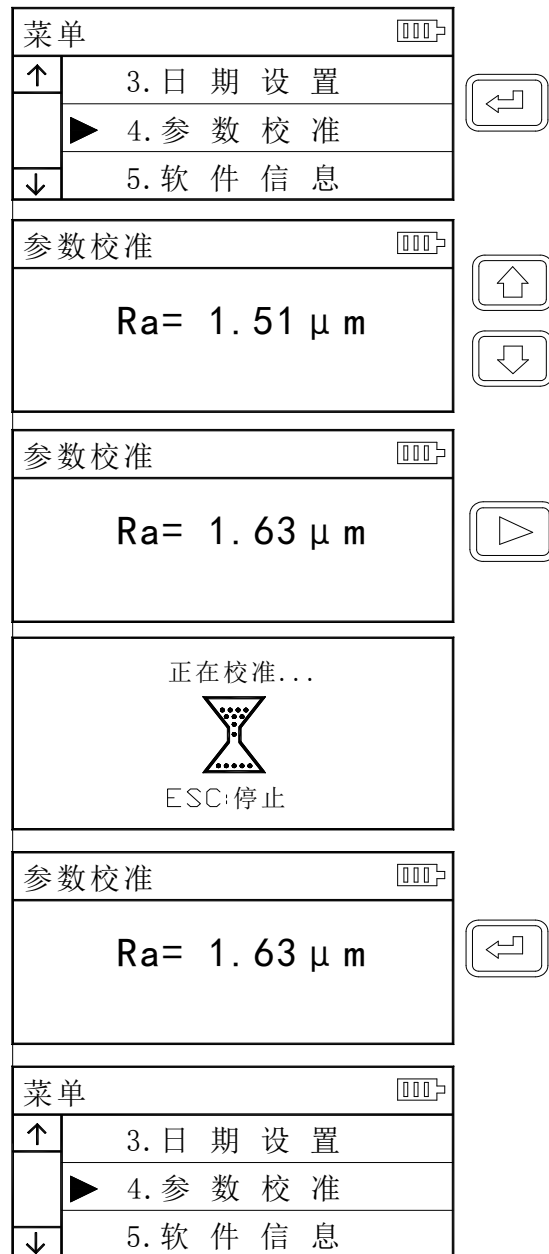 菜单
3.日 期 设 置
4.参 数 校 准
5.软 件 信 息
参数校准
Ra= 1.51 μm
参数校准
Ra= 1.63 μm
正在校准...
ESC:停止
参数校准
Ra= 1.63 μm
菜单
3.日 期 设 置
4.参 数 校 准
5.软 件 信 息